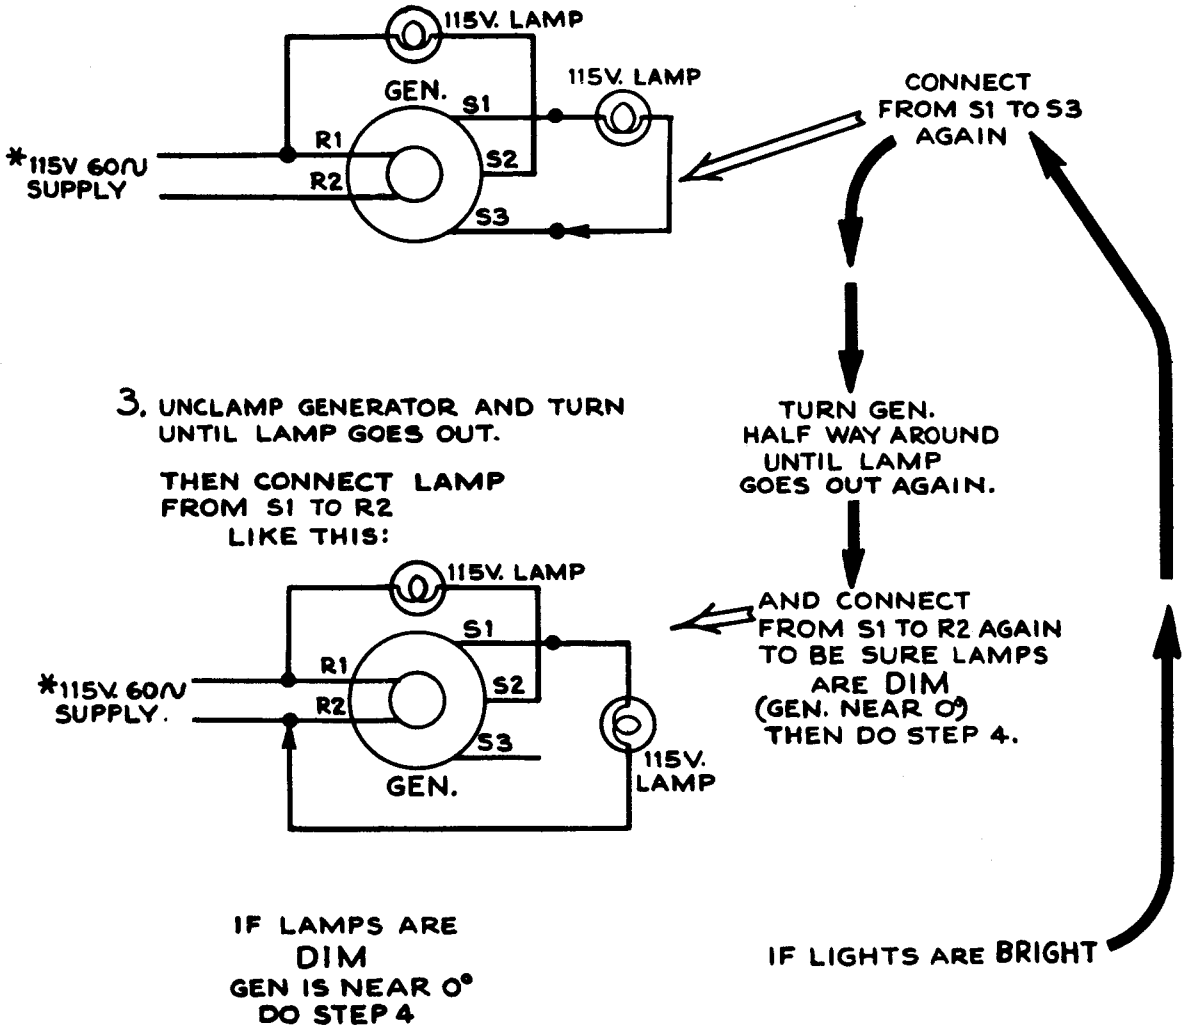 115V. LAMP
115V. LAMP
GEN.
S1
R1
S2
R2
S3
*115V 60∿
SUPPLY
CONNECT
FROM S1 TO S3
AGAIN
3. UNCLAMP GENERATOR AND TURN
UNTIL LAMP GOES OUT.
THEN CONNECT LAMP
FROM S1 TO R2
LIKE THIS:
TURN GEN.
HALF WAY AROUND
UNTIL LAMP
GOES OUT AGAIN.
115V. LAMP
S1
R1
S2
R2
S3
*115V. 60∿
SUPPLY.
GEN.
115V.
LAMP
AND CONNECT
FROM S1 TO R2 AGAIN
TO BE SURE LAMPS
ARE DIM
(GEN. NEAR 0°)
THEN DO STEP 4.
IF LAMPS ARE
DIM
GEN IS NEAR 0°
DO STEP 4
IF LIGHTS ARE BRIGHT